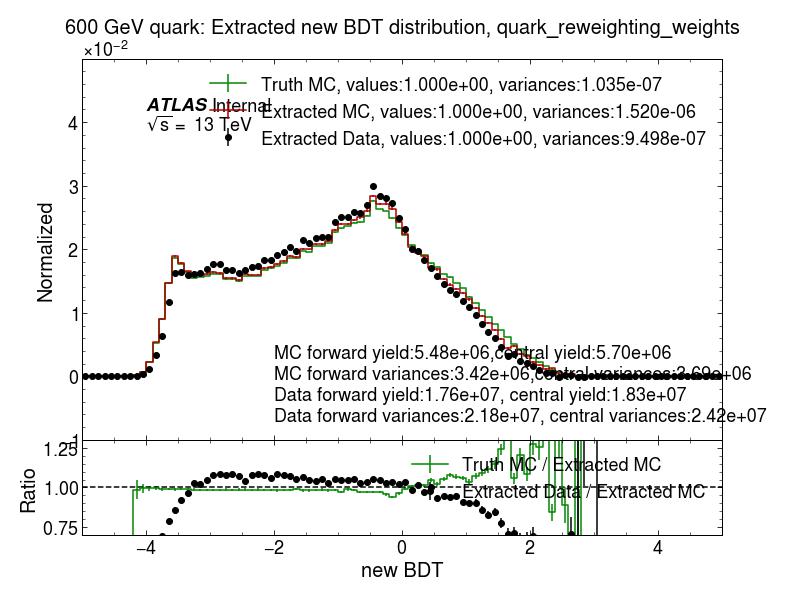 600 GeV quark: Extracted new BDT distribution, quark_reweighting_weights
×10⁻²
Truth MC, values:1.000e+00, variances:1.035e-07
ATLAS Internal
Extracted MC, values:1.000e+00, variances:1.520e-06
√s = 13 TeV
Extracted Data, values:1.000e+00, variances:9.498e-07
4
3
2
1
0
−1
Normalized
MC forward yield:5.48e+06,central yield:5.70e+06
MC forward variances:3.42e+06,central variances:3.69e+06
Data forward yield:1.76e+07, central yield:1.83e+07
Data forward variances:2.18e+07, central variances:2.42e+07
1.25
1.00
0.75
Ratio
Truth MC / Extracted MC
Extracted Data / Extracted MC
−4 −2 0 2 4
new BDT